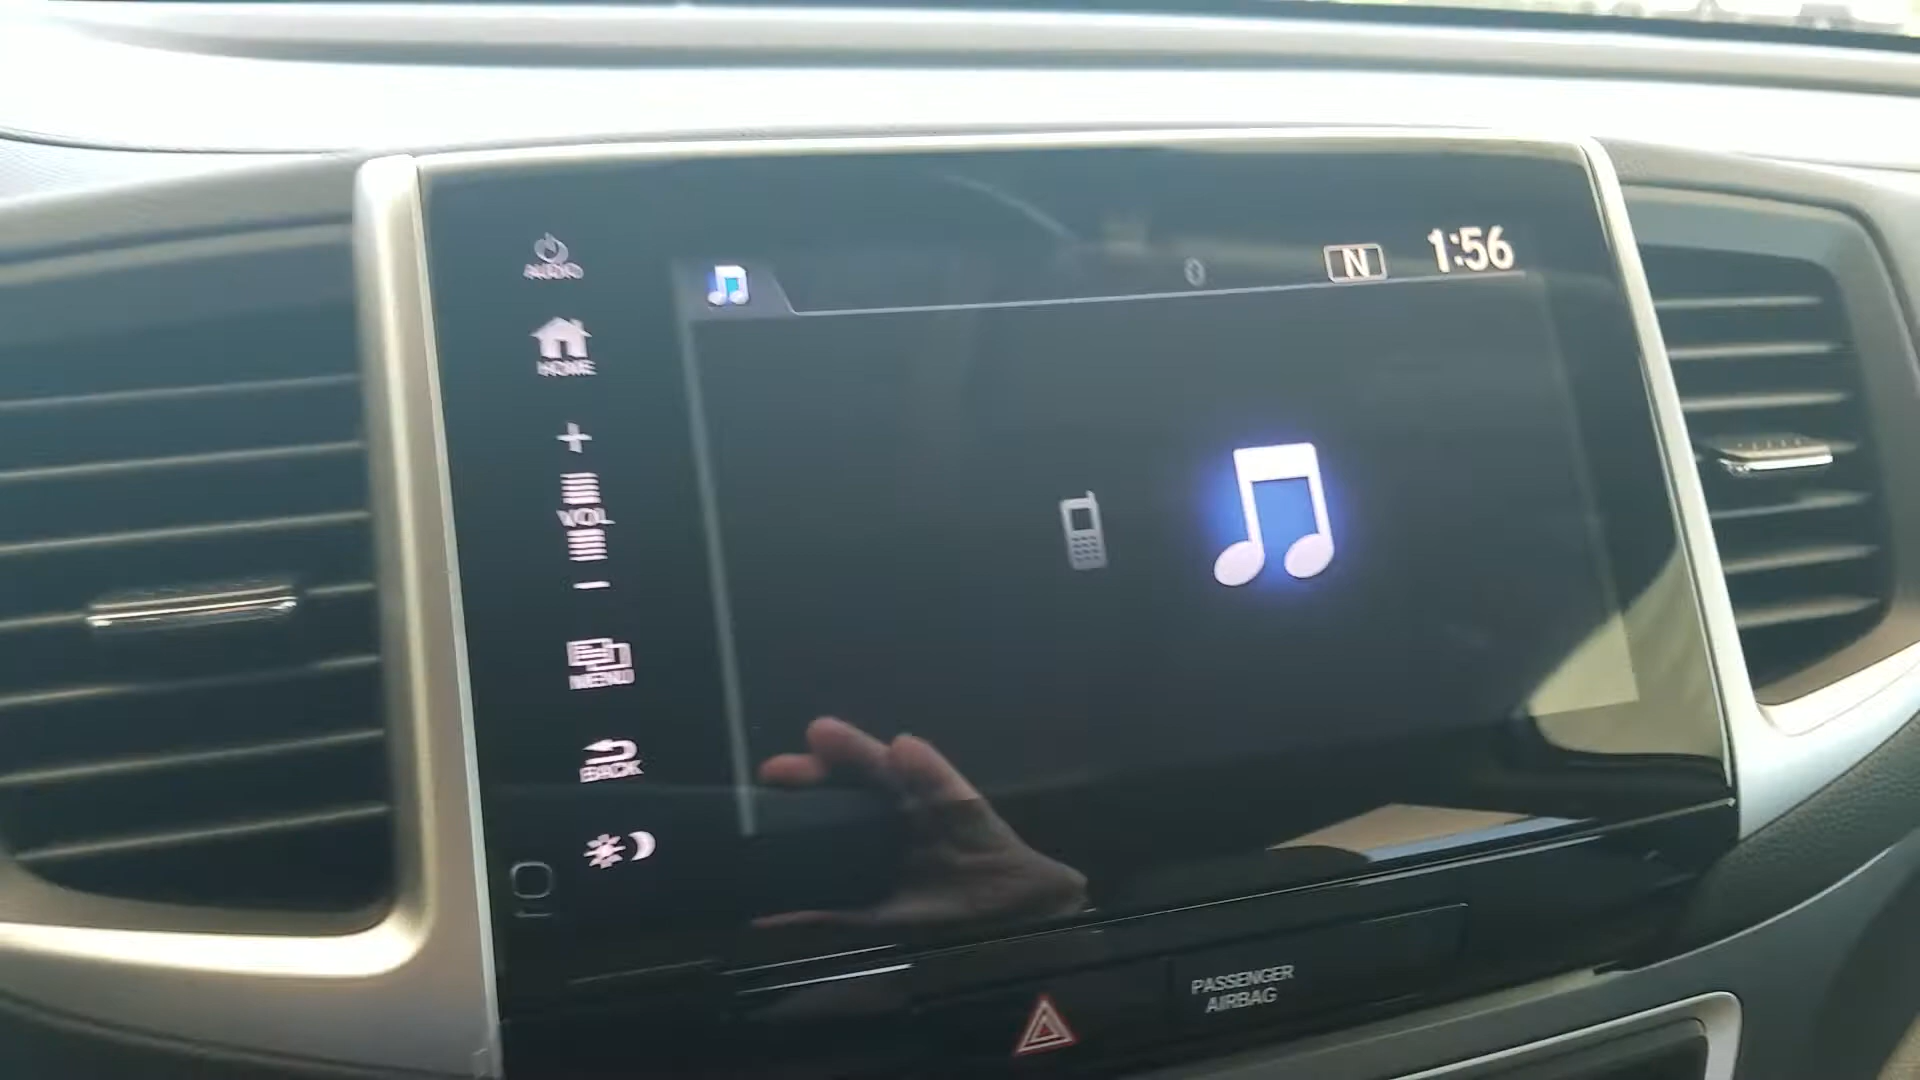 AUDIO
N 1:56
HOME
+
VOL
-
MENU
BACK
PASSENGER
AIRBAG